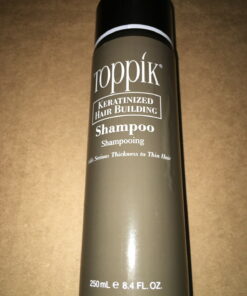 Toppik®
Keratinized
Hair Building
Shampoo
Shampooing
Adds Serious Thickness to Thin Hair
250 mL e 8.4 FL. OZ.